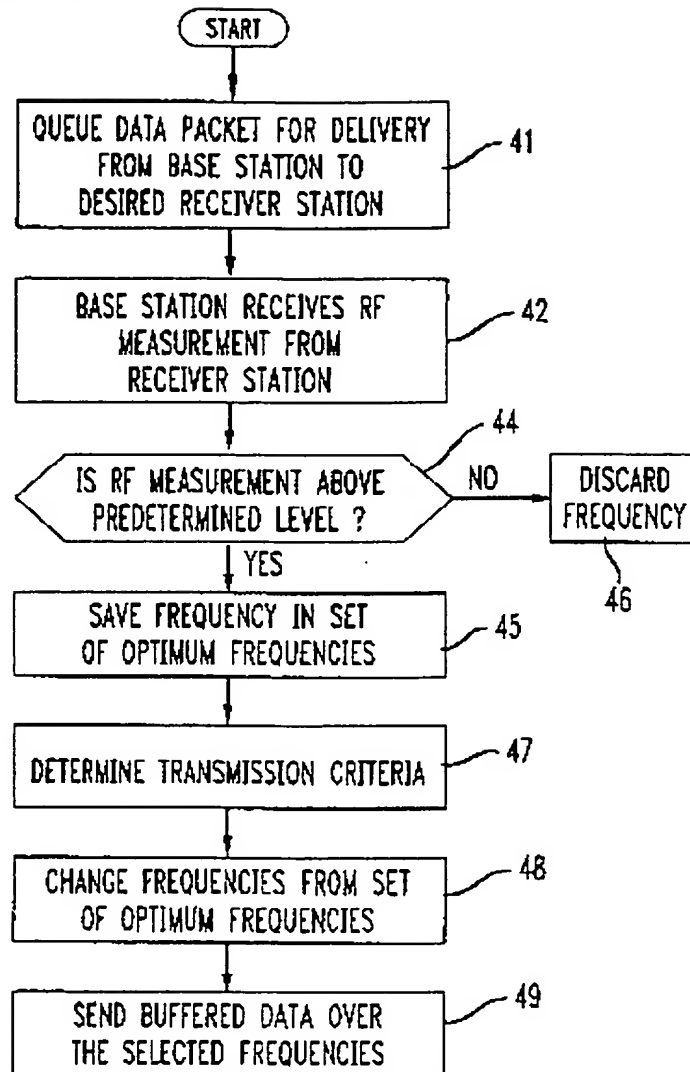 START
QUEUE DATA PACKET FOR DELIVERY
FROM BASE STATION TO
DESIRED RECEIVER STATION
41
BASE STATION RECEIVES RF
MEASUREMENT FROM
RECEIVER STATION
42
44
IS RF MEASUREMENT ABOVE
PREDETERMINED LEVEL ?
NO
DISCARD
FREQUENCY
46
YES
SAVE FREQUENCY IN SET
OF OPTIMUM FREQUENCIES
45
DETERMINE TRANSMISSION CRITERIA
47
CHANGE FREQUENCIES FROM SET
OF OPTIMUM FREQUENCIES
48
SEND BUFFERED DATA OVER
THE SELECTED FREQUENCIES
49